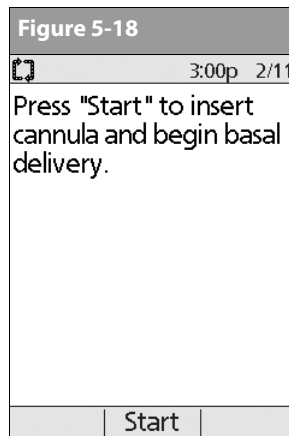 Figure 5-18
3:00p 2/11
Press "Start" to insert
cannula and begin basal
delivery.
Start